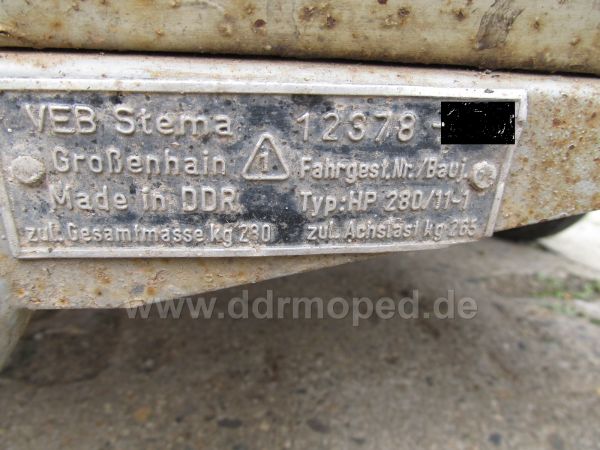 VEB Stema 12378-
Großenhain 1 Fahrgest.Nr./Bauj.
Made in DDR Typ:HP 280/11-1
zul. Gesamtmasse kg 280 zul. Achslast kg 265
www.ddrmoped.de